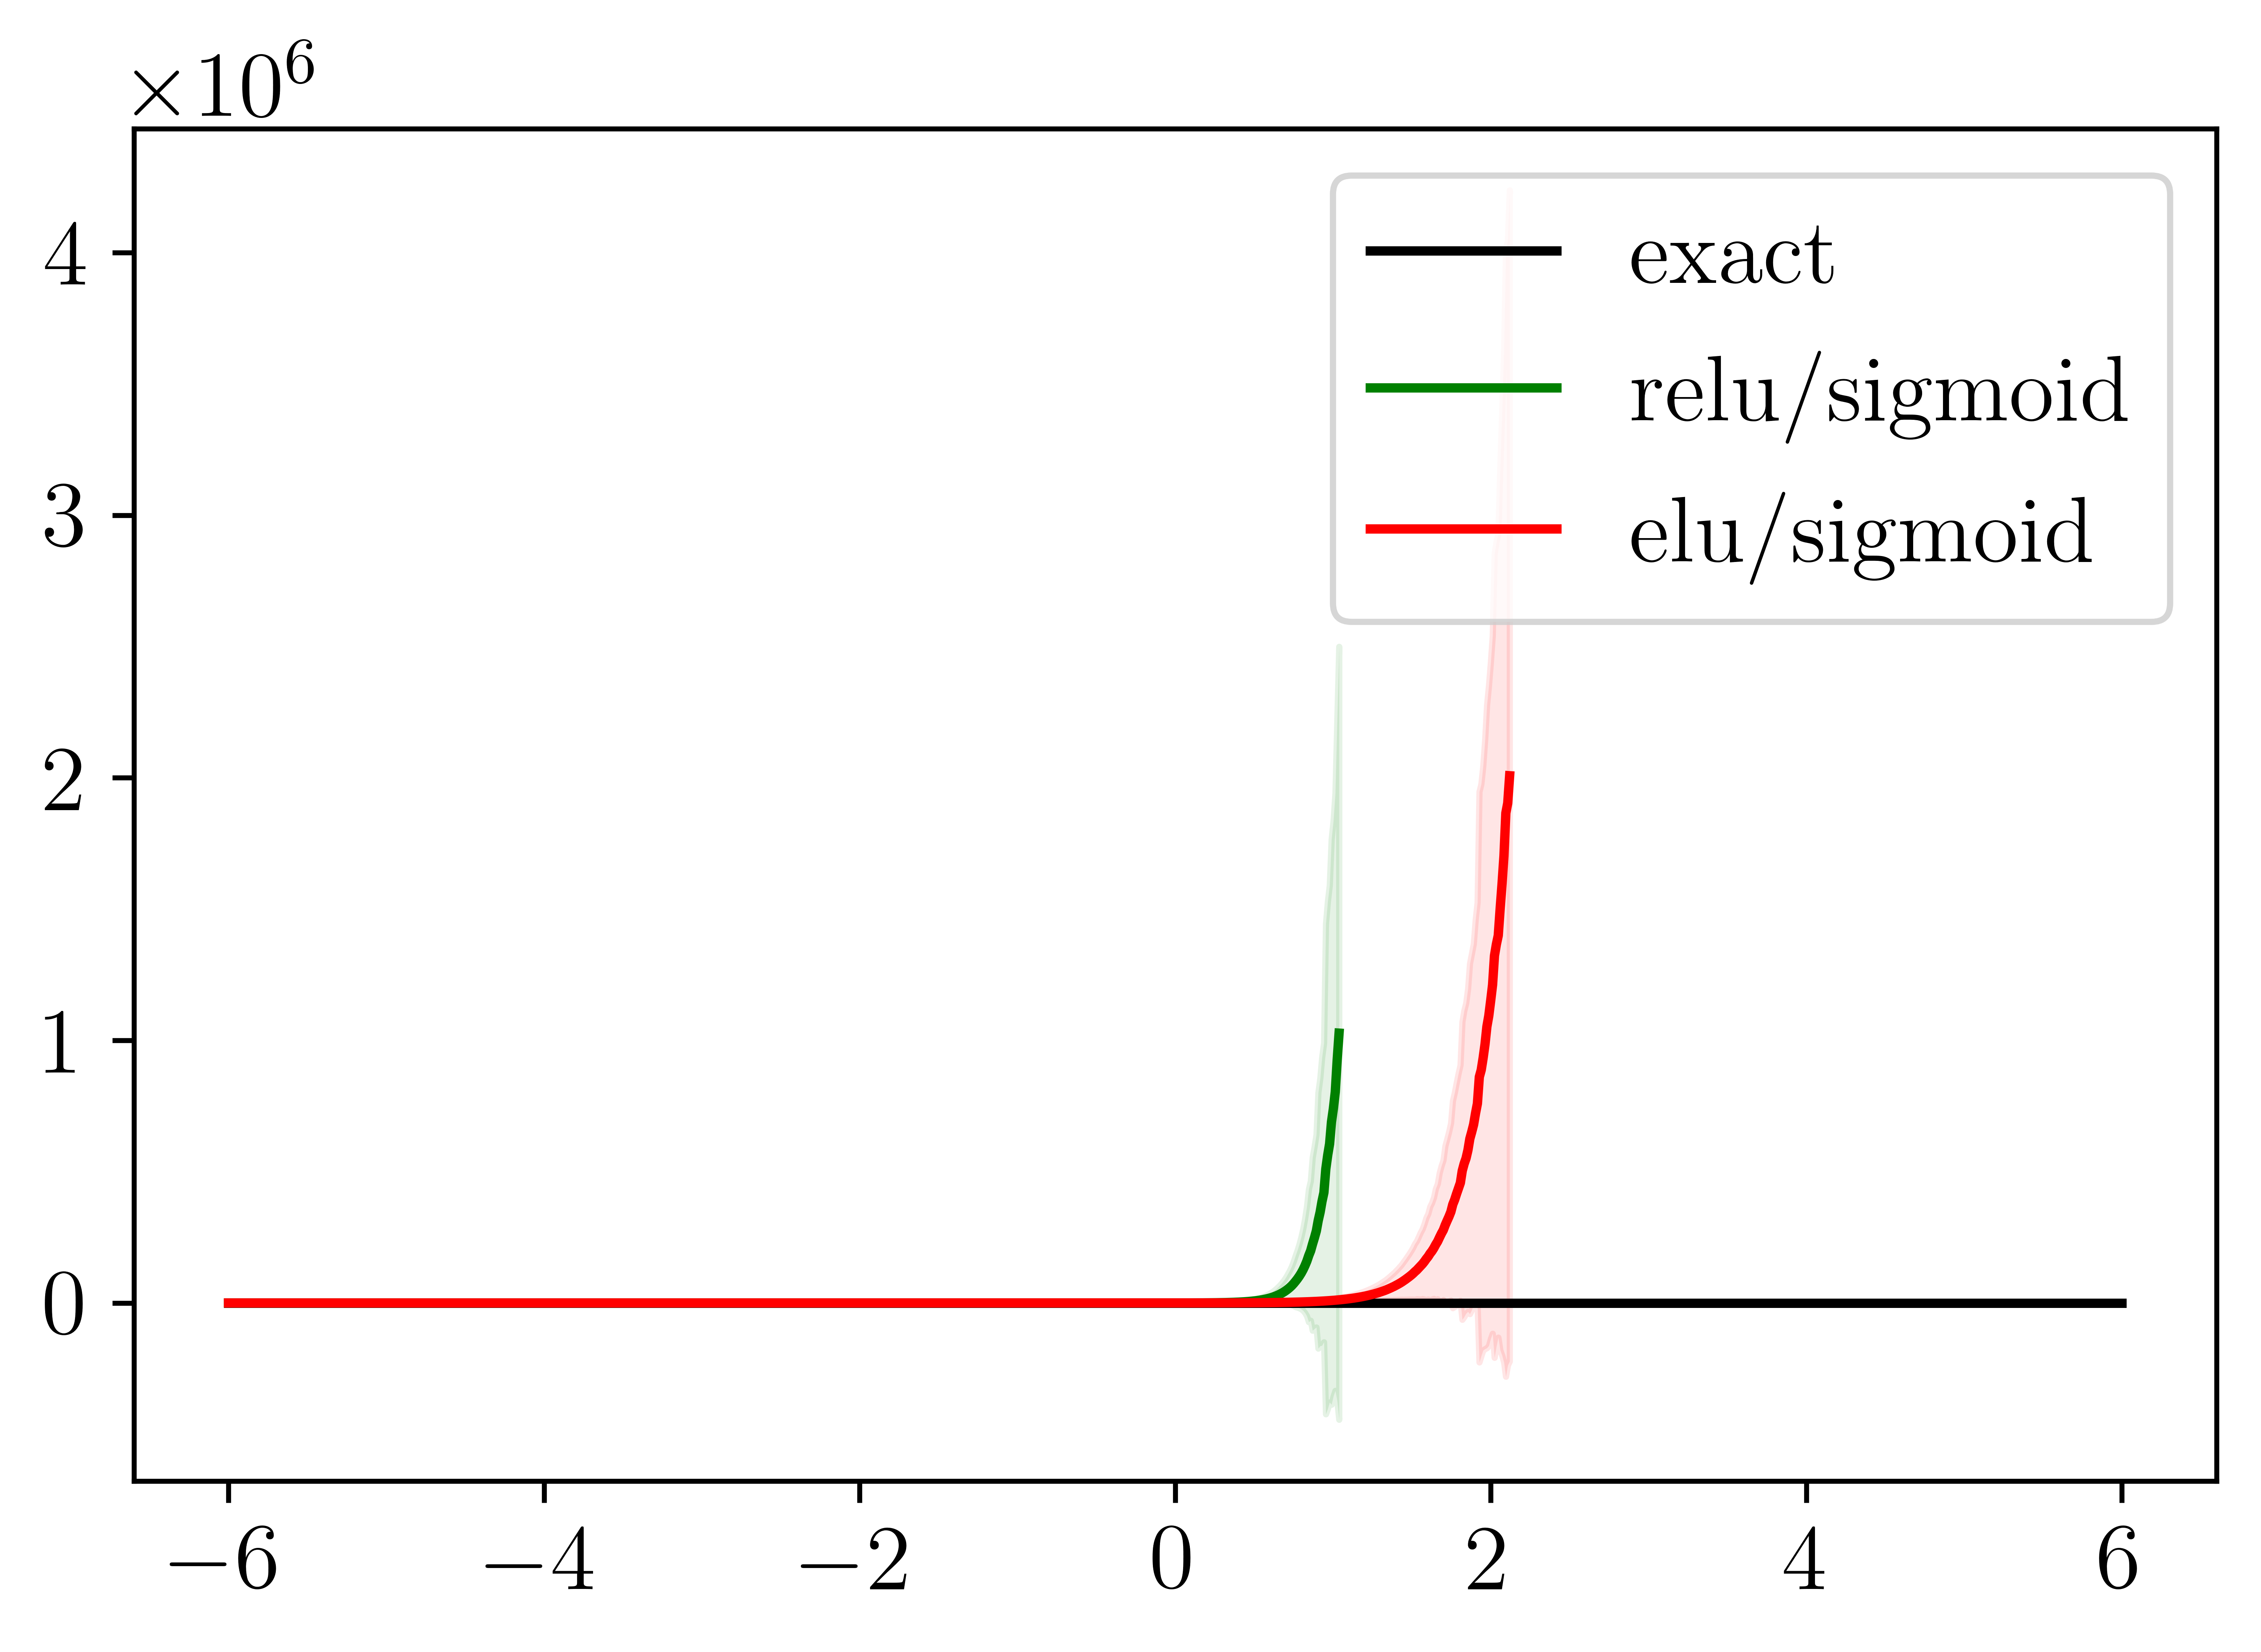 ×10⁶
4
3
2
1
0
−6 −4 −2 0 2 4 6
exact
relu/sigmoid
elu/sigmoid